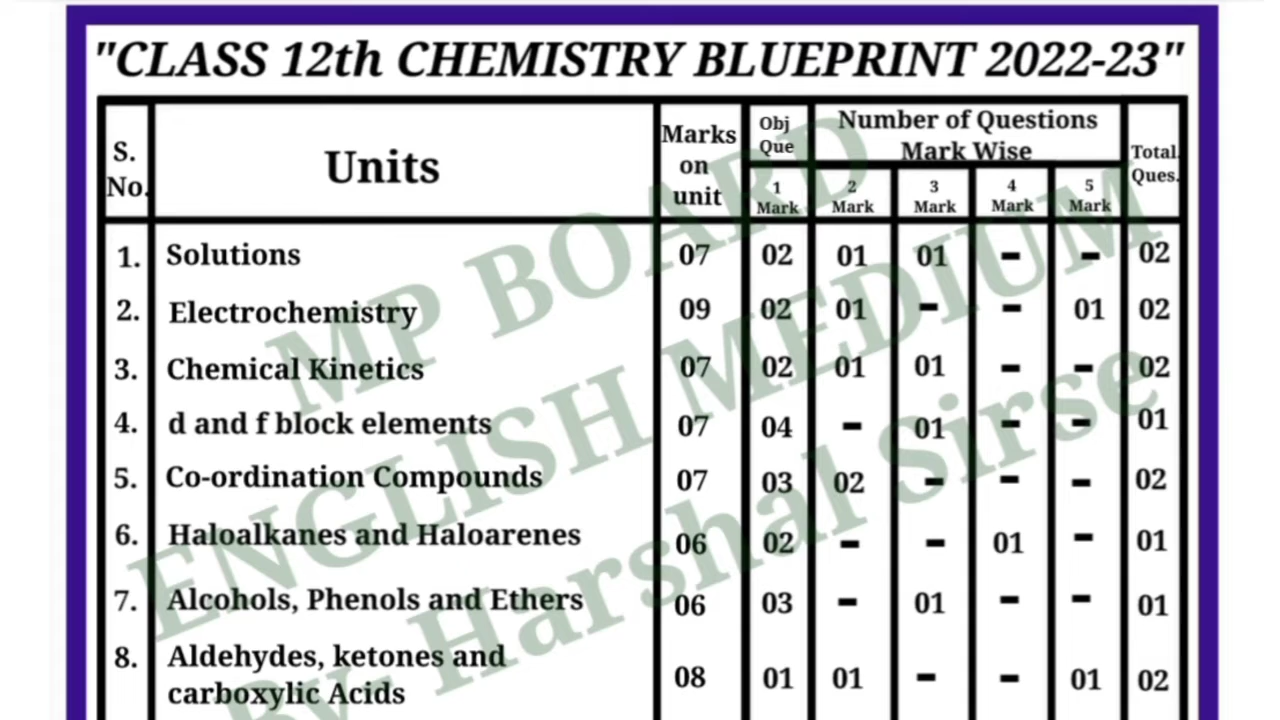 "CLASS 12th CHEMISTRY BLUEPRINT 2022-23"
S. No. Units Marks on unit Obj Que Number of Questions Mark Wise Total. Ques.
1 Mark 2 Mark 3 Mark 4 Mark 5 Mark
1. Solutions 07 02 01 01 - - 02
2. Electrochemistry 09 02 01 - - 01 02
3. Chemical Kinetics 07 02 01 01 - - 02
4. d and f block elements 07 04 - 01 - - 01
5. Co-ordination Compounds 07 03 02 - - - 02
6. Haloalkanes and Haloarenes 06 02 - - 01 - 01
7. Alcohols, Phenols and Ethers 06 03 - 01 - - 01
8. Aldehydes, ketones and
carboxylic Acids 08 01 01 - - 01 02
MP BOARD
ENGLISH MEDIUM
By- Harshal Sirse